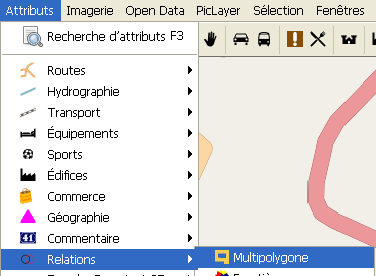 Attributs Imagerie Open Data PicLayer Sélection Fenêtres
Recherche d'attributs F3
Routes
Hydrographie
Transport
Équipements
Sports
Édifices
Commerce
Géographie
41 Commentaire
Relations
Multipolygone